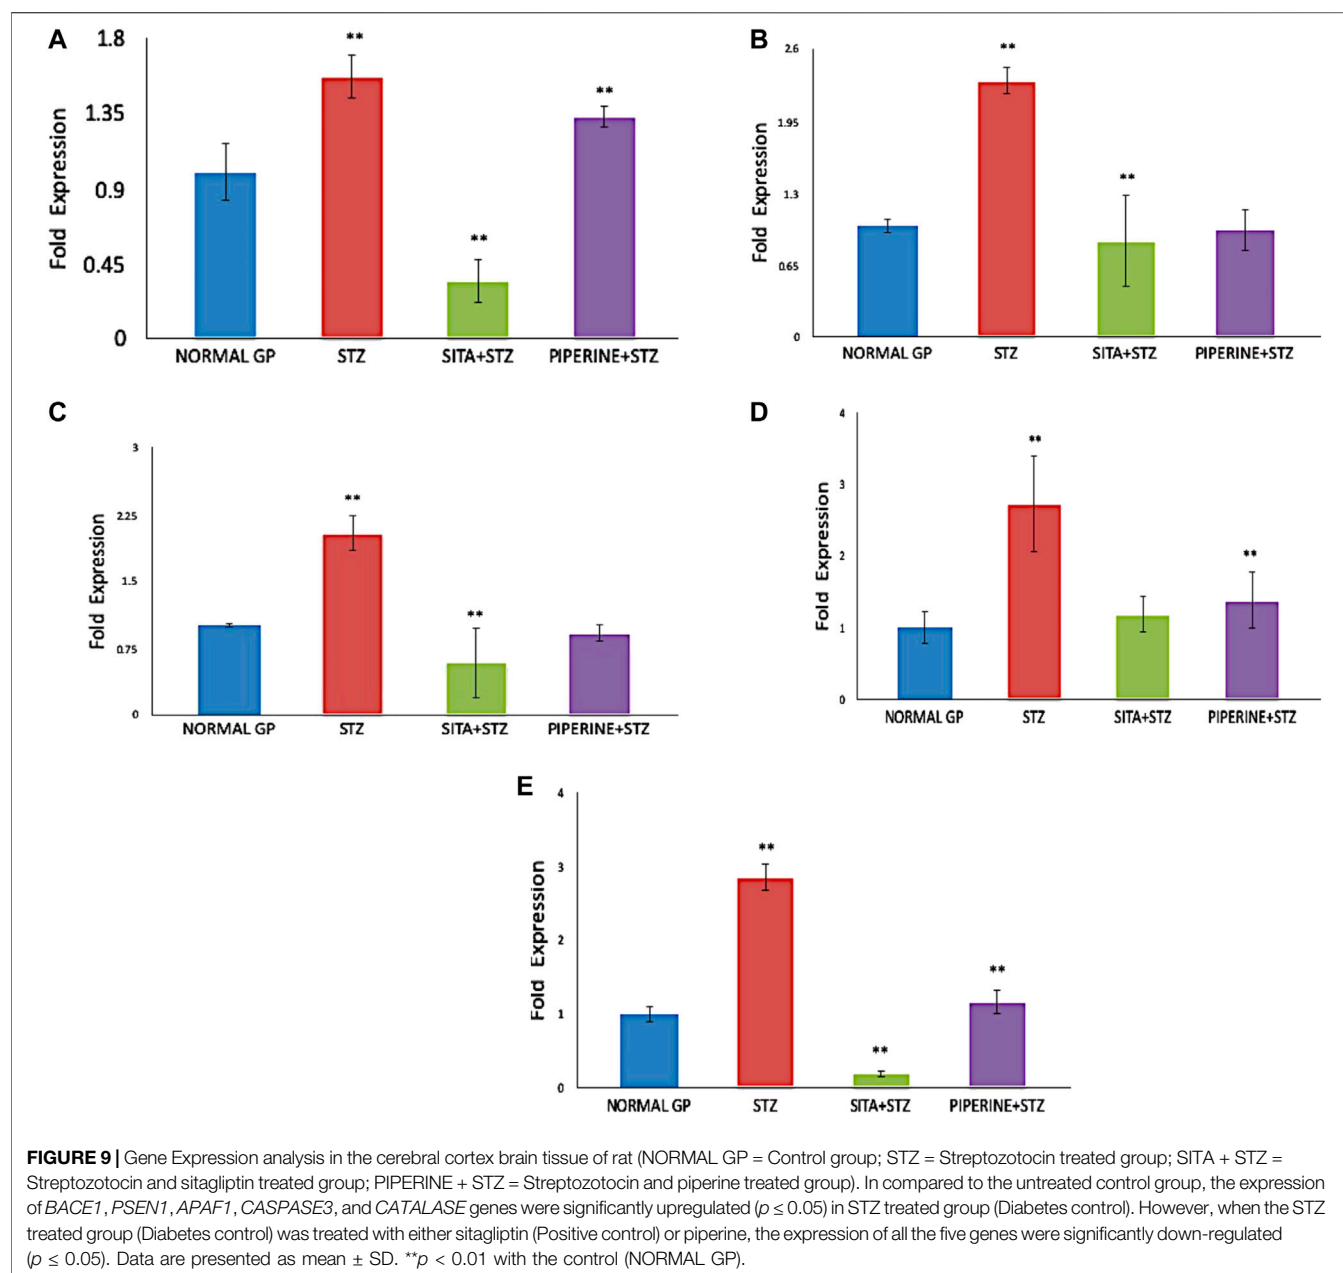 A
1.8
1.35
0.9
0.45
0
Fold Expression
**
**
**
NORMAL GP STZ SITA+STZ PIPERINE+STZ
B
2.6
1.95
1.3
0.65
0
Fold Expression
**
**
NORMAL GP STZ SITA+STZ PIPERINE+STZ
C
3
2.25
1.5
0.75
0
Fold Expression
**
**
NORMAL GP STZ SITA+STZ PIPERINE+STZ
D
4
3
2
1
0
Fold Expression
**
**
NORMAL GP STZ SITA+STZ PIPERINE+STZ
E
4
3
2
1
0
Fold Expression
**
**
**
NORMAL GP STZ SITA+STZ PIPERINE+STZ
FIGURE 9 | Gene Expression analysis in the cerebral cortex brain tissue of rat (NORMAL GP = Control group; STZ = Streptozotocin treated group; SITA + STZ =
Streptozotocin and sitagliptin treated group; PIPERINE + STZ = Streptozotocin and piperine treated group). In compared to the untreated control group, the expression
of BACE1, PSEN1, APAF1, CASPASE3, and CATALASE genes were significantly upregulated (p ≤ 0.05) in STZ treated group (Diabetes control). However, when the STZ
treated group (Diabetes control) was treated with either sitagliptin (Positive control) or piperine, the expression of all the five genes were significantly down-regulated
(p ≤ 0.05). Data are presented as mean ± SD. **p < 0.01 with the control (NORMAL GP).